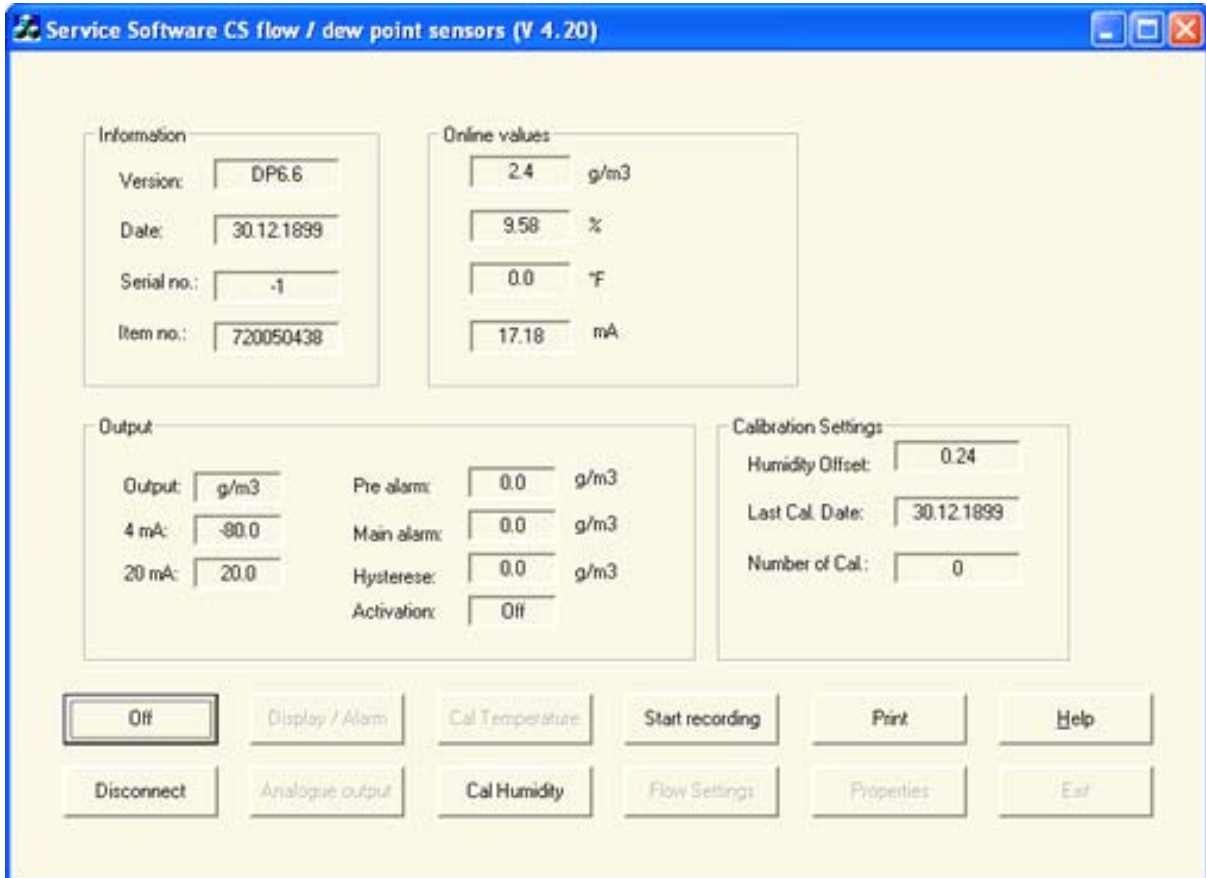 Service Software CS flow / dew point sensors (V 4.20)
Information
Version: DP6.6
Date: 30.12.1899
Serial no.: -1
Item no.: 720050438
Online values
2.4 g/m3
9.58 %
0.0 °F
17.18 mA
Output
Output: g/m3
4 mA: -80.0
20 mA: 20.0
Pre alarm: 0.0 g/m3
Main alarm: 0.0 g/m3
Hysterese: 0.0 g/m3
Activation: Off
Calibration Settings
Humidity Offset: 0.24
Last Cal. Date: 30.12.1899
Number of Cal.: 0
Off Display / Alarm Cal Temperature Start recording Print Help
Disconnect Analogue output Cal Humidity Flow Settings Properties Exit